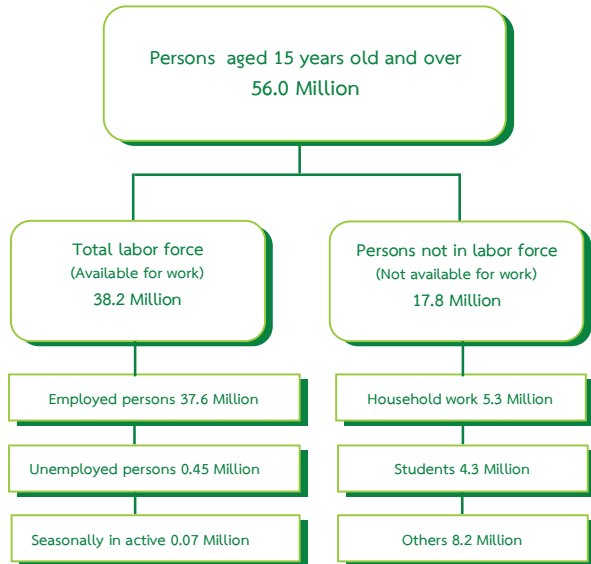 Persons aged 15 years old and over
56.0 Million
Total labor force
(Available for work)
38.2 Million
Persons not in labor force
(Not available for work)
17.8 Million
Employed persons 37.6 Million
Household work 5.3 Million
Unemployed persons 0.45 Million
Students 4.3 Million
Seasonally in active 0.07 Million
Others 8.2 Million